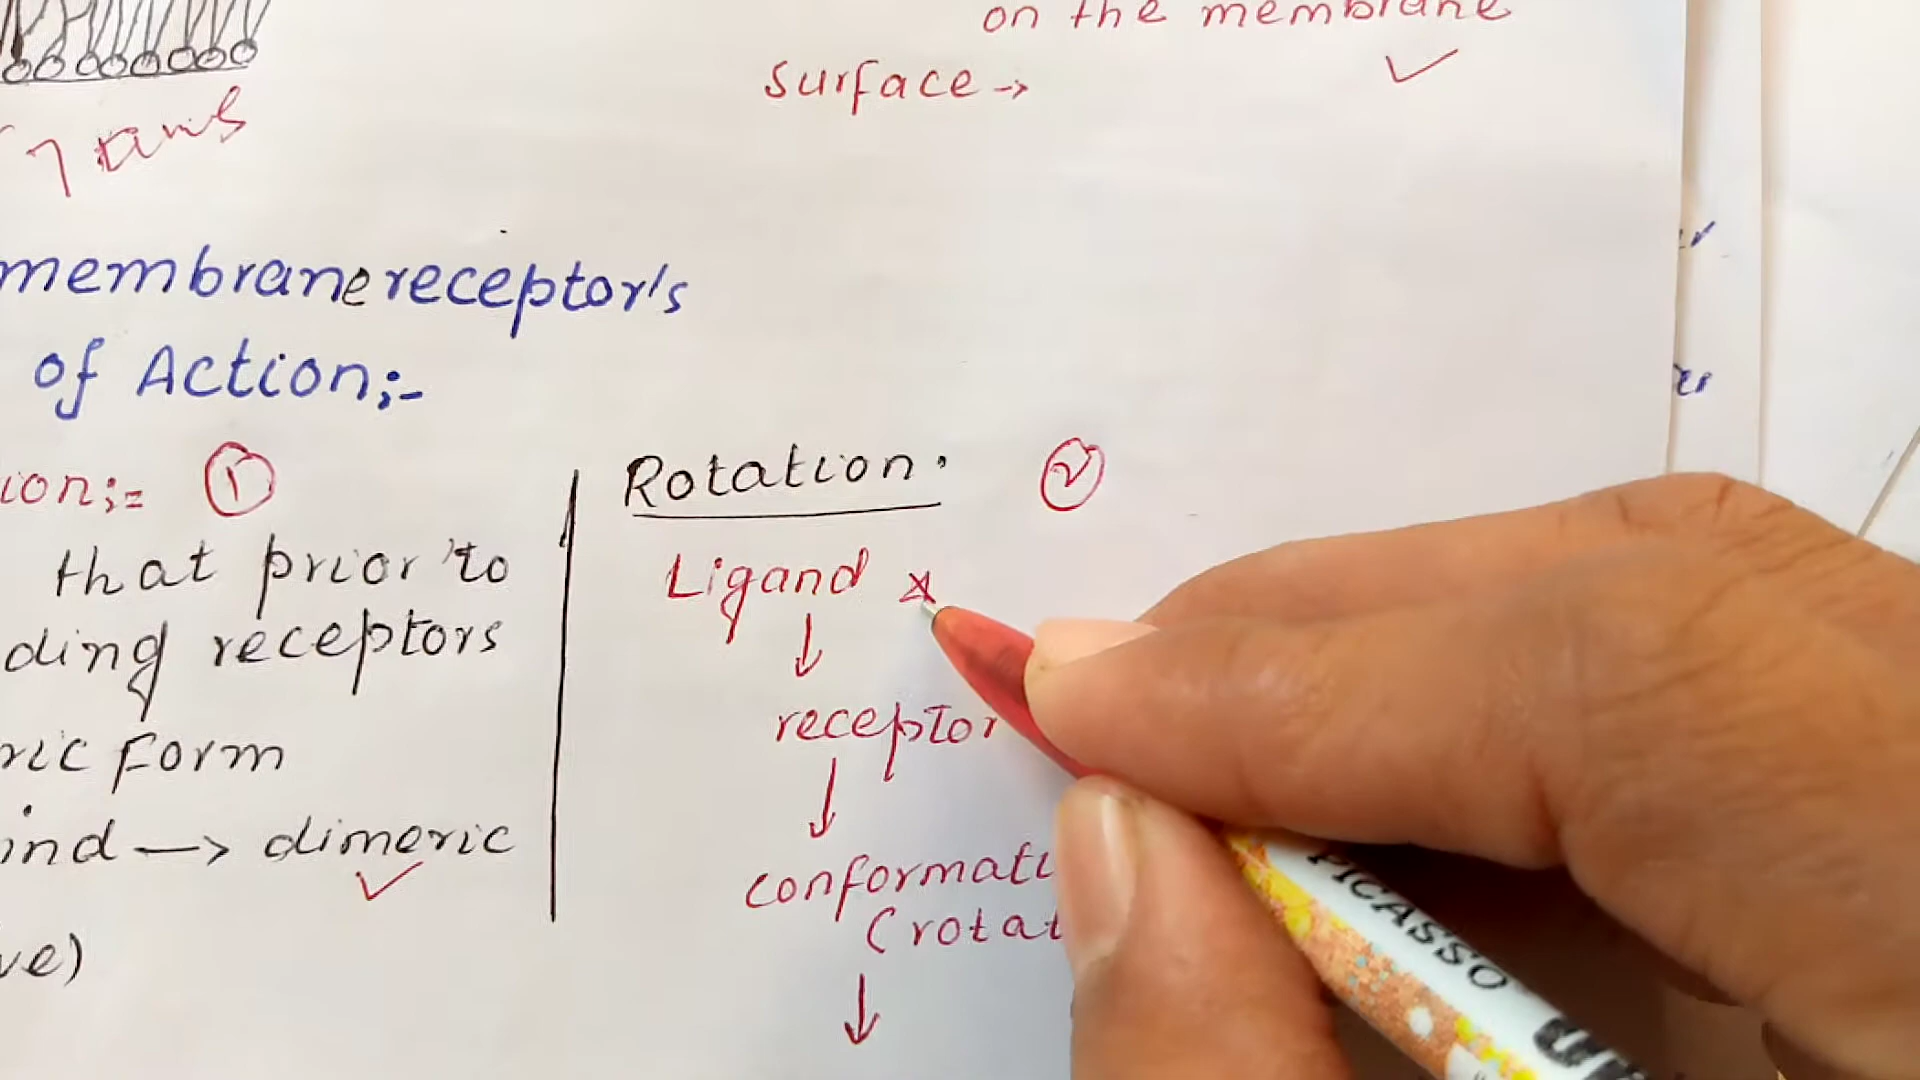 on the membrane
surface →
Trans
membrane receptor's
of Action;-
ion;= 1
that prior to
ding receptors
ric form
ind → dimeric
ve)
Rotation. 2
Ligand
↓
receptor
↓
conformati
(rotat
↓
PICASSO